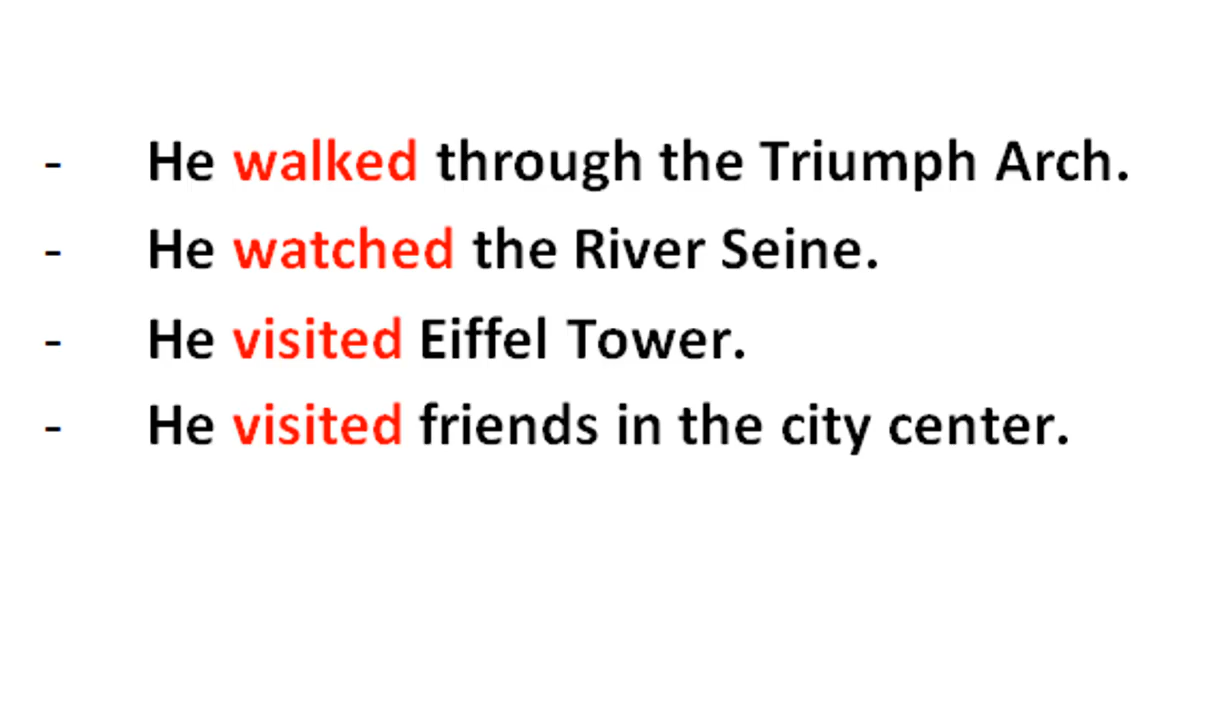 - He walked through the Triumph Arch.
- He watched the River Seine.
- He visited Eiffel Tower.
- He visited friends in the city center.